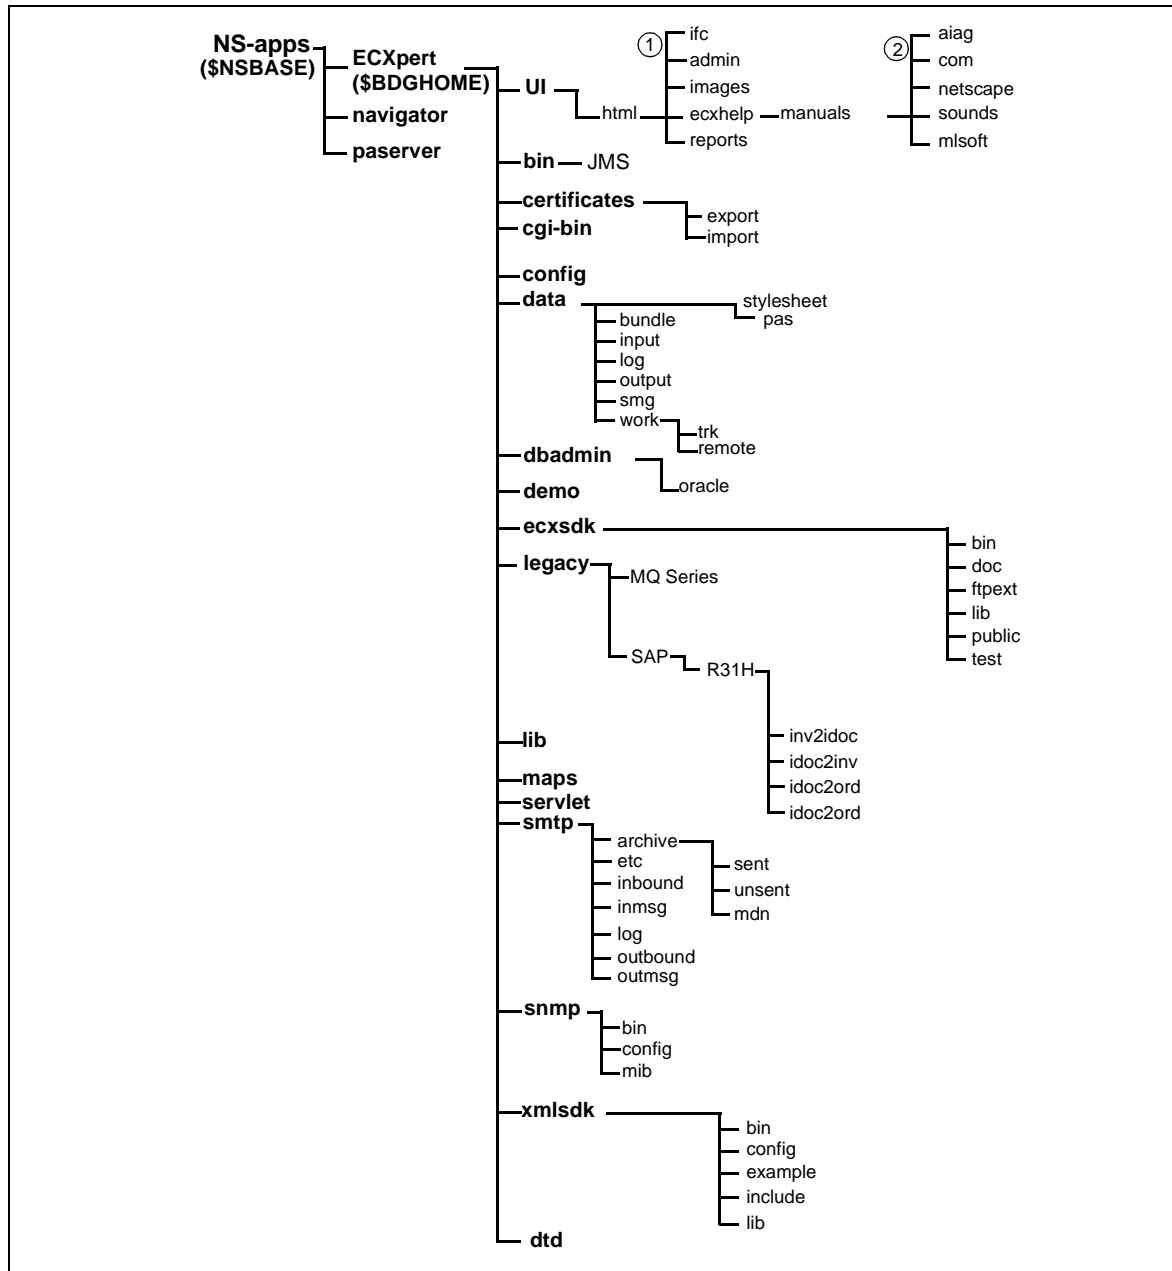 NS-apps
($NSBASE)
ECXpert
($BDGHOME)
navigator
paserver
UI
html
1
ifc
admin
images
ecxhelp
manuals
reports
2
aiag
com
netscape
sounds
mlsoft
bin
JMS
certificates
export
import
cgi-bin
config
data
stylesheet
pas
bundle
input
log
output
smg
work
trk
remote
dbadmin
oracle
demo
ecxsdk
bin
doc
ftpext
lib
public
test
legacy
MQ Series
SAP
R31H
inv2idoc
idoc2inv
idoc2ord
idoc2ord
lib
maps
servlet
smtp
archive
sent
unsent
mdn
etc
inbound
inmsg
log
outbound
outmsg
snmp
bin
config
mib
xmlsdk
bin
config
example
include
lib
dtd